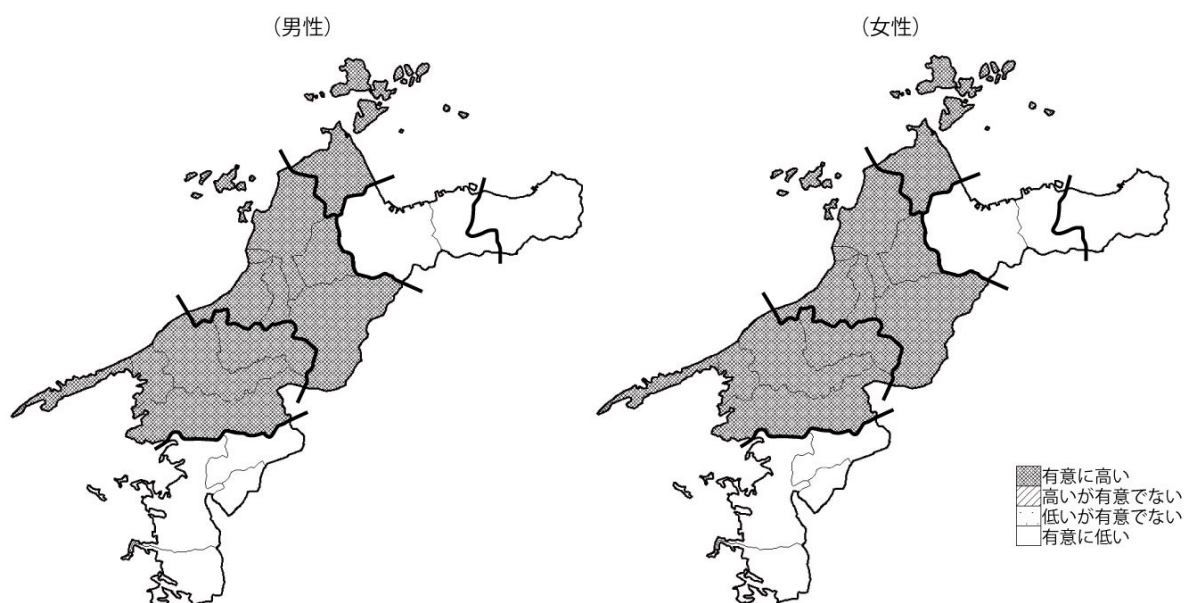 (男性)
(女性)
有意に高い
高いが有意でない
低いが有意でない
有意に低い